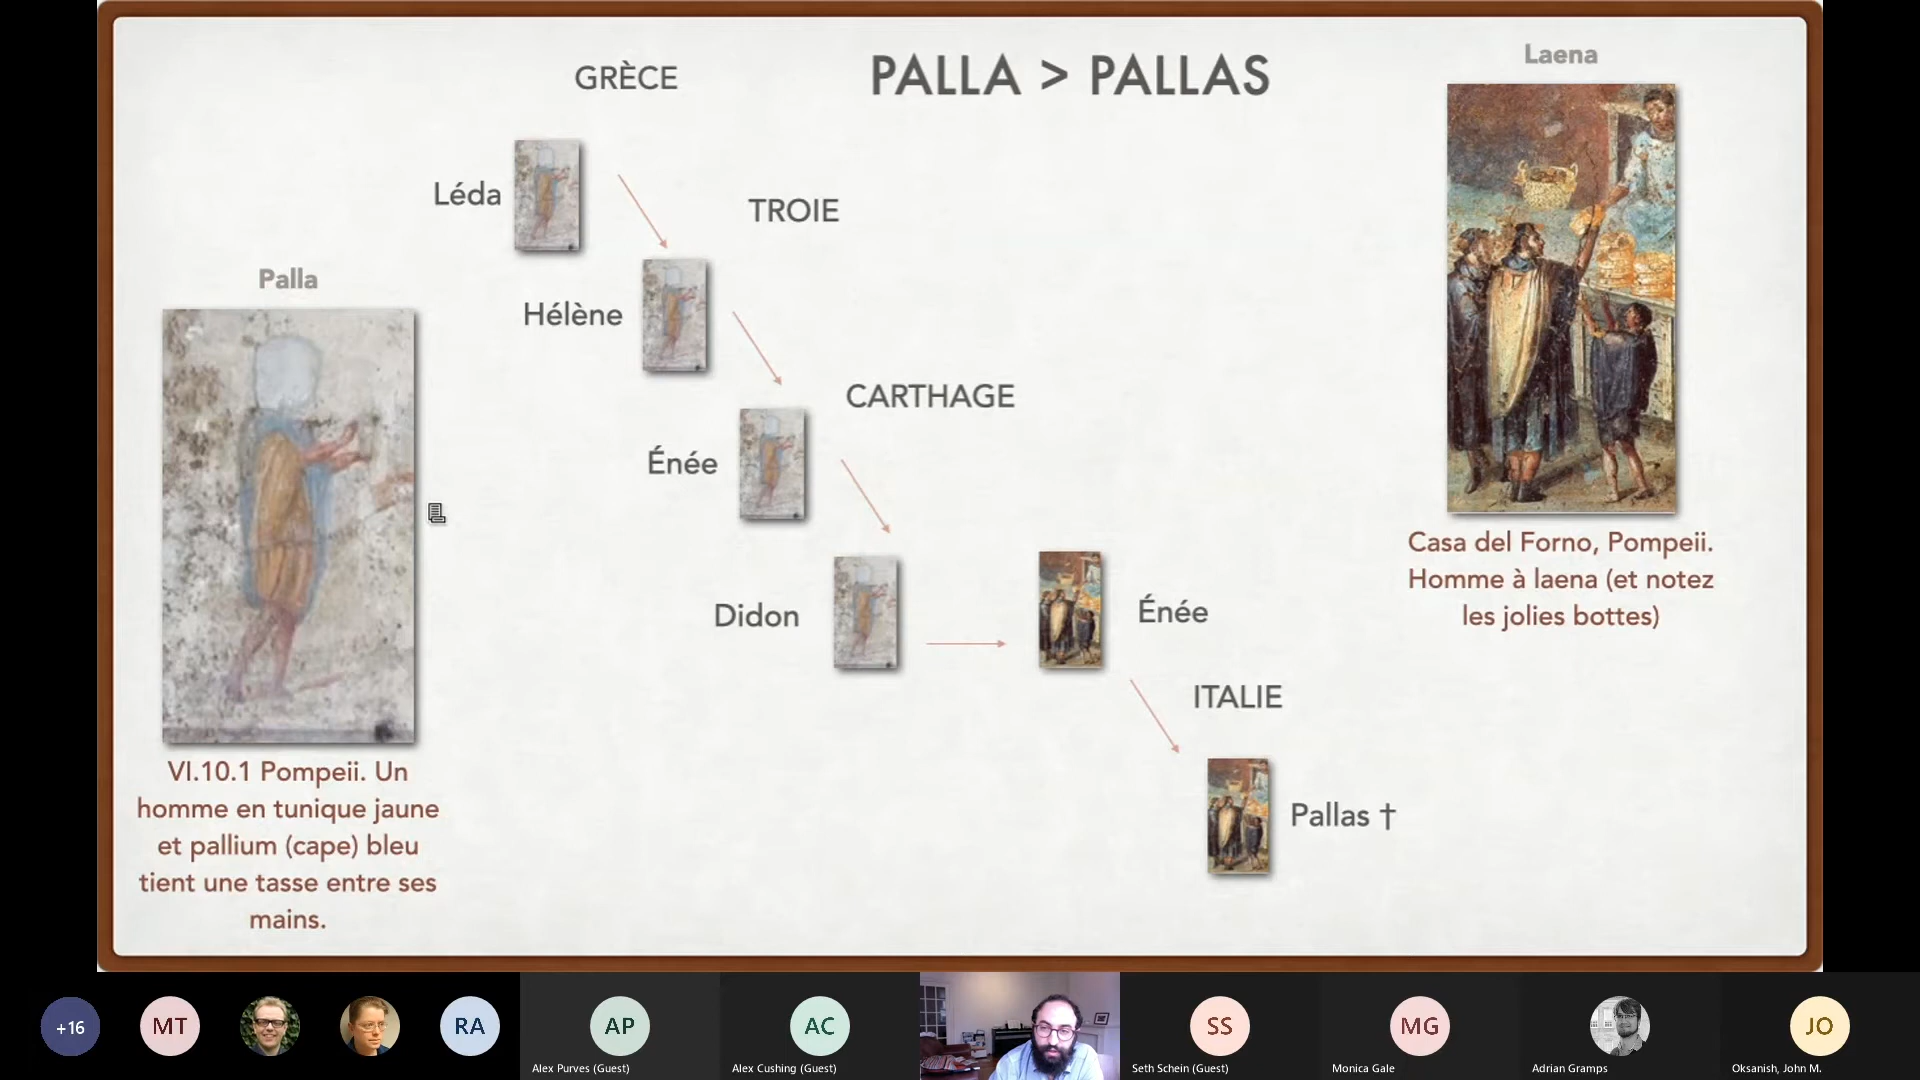 GRÈCE
PALLA > PALLAS
Laena
Léda
TROIE
Palla
Hélène
CARTHAGE
Énée
Casa del Forno, Pompeii.
Homme à laena (et notez
les jolies bottes)
Didon
Énée
ITALIE
VI.10.1 Pompeii. Un
homme en tunique jaune
et pallium (cape) bleu
tient une tasse entre ses
mains.
Pallas †
+16
MT
RA
AP
AC
SS
MG
JO
Alex Purves (Guest)
Alex Cushing (Guest)
Seth Schein (Guest)
Monica Gale
Adrian Gramps
Oksanish, John M.